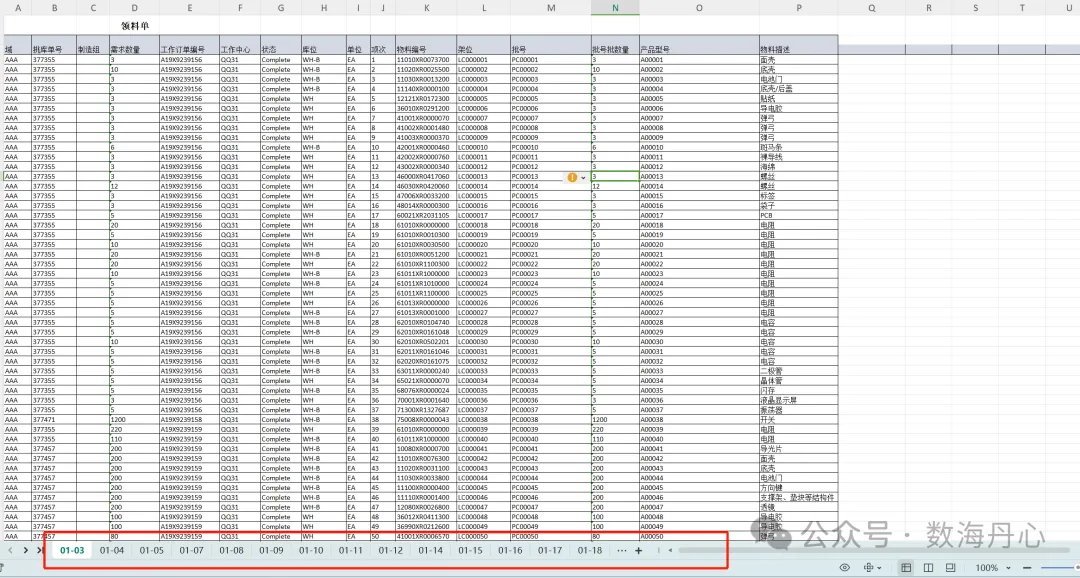 A B C D E F G H I J K L M N O P Q R S T U
领料单
域 批库单号 制造组 需求数量 工作订单编号 工作中心 状态 库位 单位 项次 物料编号 架位 批号 批号批数量 产品型号 物料描述
AAA 377355 3 A19X9239156 QQ31 Complete WH-B EA 1 11010XR0073700 LC000001 PC00001 3 A00001 面壳
AAA 377355 10 A19X9239156 QQ31 Complete WH-B EA 2 11020XR0025500 LC000002 PC00002 10 A00002 底壳
AAA 377355 3 A19X9239156 QQ31 Complete WH-B EA 3 11030XR0013200 LC000003 PC00003 3 A00003 电池门
AAA 377355 3 A19X9239156 QQ31 Complete WH-B EA 4 11140XR0000100 LC000004 PC00004 3 A00004 底壳/后盖
AAA 377355 3 A19X9239156 QQ31 Complete WH EA 5 12121XR0172300 LC000005 PC00005 3 A00005 贴纸
AAA 377355 3 A19X9239156 QQ31 Complete WH EA 6 36010XR0291200 LC000006 PC00006 3 A00006 导电胶
AAA 377355 3 A19X9239156 QQ31 Complete WH EA 7 41001XR0000070 LC000007 PC00007 3 A00007 弹弓
AAA 377355 3 A19X9239156 QQ31 Complete WH EA 8 41002XR0001480 LC000008 PC00008 3 A00008 弹弓
AAA 377355 3 A19X9239156 QQ31 Complete WH EA 9 41003XR0000370 LC000009 PC00009 3 A00009 弹弓
AAA 377355 6 A19X9239156 QQ31 Complete WH-B EA 10 42001XR0000460 LC000010 PC00010 6 A00010 斑马条
AAA 377355 3 A19X9239156 QQ31 Complete WH EA 11 42002XR0000760 LC000011 PC00011 3 A00011 裸导线
AAA 377355 3 A19X9239156 QQ31 Complete WH EA 12 43002XR0000340 LC000012 PC00012 3 A00012 海绵
AAA 377355 3 A19X9239156 QQ31 Complete WH EA 13 46000XR0417060 LC000013 PC00013 3 A00013 螺丝
AAA 377355 12 A19X9239156 QQ31 Complete WH EA 14 46030XR0420060 LC000014 PC00014 12 A00014 螺丝
AAA 377355 3 A19X9239156 QQ31 Complete WH EA 15 47006XR0033200 LC000015 PC00015 3 A00015 标签
AAA 377355 3 A19X9239156 QQ31 Complete WH EA 16 48014XR0000300 LC000016 PC00016 3 A00016 袋子
AAA 377355 5 A19X9239156 QQ31 Complete WH-B EA 17 60021XR2031105 LC000017 PC00017 5 A00017 PCB
AAA 377355 20 A19X9239156 QQ31 Complete WH EA 18 61010XR0000000 LC000018 PC00018 20 A00018 电阻
AAA 377355 5 A19X9239156 QQ31 Complete WH EA 19 61010XR0010300 LC000019 PC00019 5 A00019 电阻
AAA 377355 10 A19X9239156 QQ31 Complete WH EA 20 61010XR0030500 LC000020 PC00020 10 A00020 电阻
AAA 377355 20 A19X9239156 QQ31 Complete WH-B EA 21 61010XR0051200 LC000021 PC00021 20 A00021 电阻
AAA 377355 20 A19X9239156 QQ31 Complete WH EA 22 61010XR1100300 LC000022 PC00022 20 A00022 电阻
AAA 377355 10 A19X9239156 QQ31 Complete WH-B EA 23 61011XR1000000 LC000023 PC00023 10 A00023 电阻
AAA 377355 5 A19X9239156 QQ31 Complete WH-B EA 24 61011XR1010000 LC000024 PC00024 5 A00024 电阻
AAA 377355 5 A19X9239156 QQ31 Complete WH EA 25 61011XR1100000 LC000025 PC00025 5 A00025 电阻
AAA 377355 5 A19X9239156 QQ31 Complete WH EA 26 61013XR0000000 LC000026 PC00026 5 A00026 电阻
AAA 377355 5 A19X9239156 QQ31 Complete WH-B EA 27 61013XR0001000 LC000027 PC00027 5 A00027 电阻
AAA 377355 5 A19X9239156 QQ31 Complete WH-B EA 28 62010XR0104740 LC000028 PC00028 5 A00028 电容
AAA 377355 5 A19X9239156 QQ31 Complete WH-B EA 29 62010XR0161048 LC000029 PC00029 5 A00029 电容
AAA 377355 10 A19X9239156 QQ31 Complete WH EA 30 62010XR0502201 LC000030 PC00030 10 A00030 电容
AAA 377355 5 A19X9239156 QQ31 Complete WH-B EA 31 62011XR0161046 LC000031 PC00031 5 A00031 电容
AAA 377355 5 A19X9239156 QQ31 Complete WH-B EA 32 62020XR0161075 LC000032 PC00032 5 A00032 电容
AAA 377355 5 A19X9239156 QQ31 Complete WH-B EA 33 63011XR0000240 LC000033 PC00033 5 A00033 二极管
AAA 377355 5 A19X9239156 QQ31 Complete WH EA 34 65021XR0000070 LC000034 PC00034 5 A00034 晶体管
AAA 377355 5 A19X9239156 QQ31 Complete WH-B EA 35 68076XR0000024 LC000035 PC00035 5 A00035 闪存
AAA 377355 3 A19X9239156 QQ31 Complete WH EA 36 70001XR0001640 LC000036 PC00036 3 A00036 液晶显示屏
AAA 377355 5 A19X9239156 QQ31 Complete WH-B EA 37 71300XR1327687 LC000037 PC00037 5 A00037 振荡器
AAA 377471 1200 A19X9239158 QQ31 Complete WH-B EA 38 75008XR0000043 LC000038 PC00038 1200 A00038 开关
AAA 377355 220 A19X9239159 QQ31 Complete WH EA 39 61010XR0000000 LC000039 PC00039 220 A00039 电阻
AAA 377355 110 A19X9239159 QQ31 Complete WH-B EA 40 61011XR1000000 LC000040 PC00040 110 A00040 电阻
AAA 377457 200 A19X9239159 QQ31 Complete WH-B EA 41 10080XR0000700 LC000041 PC00041 200 A00041 导光片
AAA 377457 200 A19X9239159 QQ31 Complete WH-B EA 42 11010XR0076300 LC000042 PC00042 200 A00042 面壳
AAA 377457 200 A19X9239159 QQ31 Complete WH-B EA 43 11020XR0031100 LC000043 PC00043 200 A00043 底壳
AAA 377457 200 A19X9239159 QQ31 Complete WH-B EA 44 11030XR0033800 LC000044 PC00044 200 A00044 电池门
AAA 377457 200 A19X9239159 QQ31 Complete WH-B EA 45 11100XR0000400 LC000045 PC00045 200 A00045 方向键
AAA 377457 200 A19X9239159 QQ31 Complete WH-B EA 46 11110XR0001400 LC000046 PC00046 200 A00046 支撑架、垫块等结构件
AAA 377457 200 A19X9239159 QQ31 Complete WH-B EA 47 12080XR0026800 LC000047 PC00047 200 A00047 透镜
AAA 377457 100 A19X9239159 QQ31 Complete WH EA 48 36012XR0411300 LC000048 PC00048 100 A00048 导电胶
AAA 377457 100 A19X9239159 QQ31 Complete WH EA 49 36990XR0212600 LC000049 PC00049 100 A00049 导电胶
AAA 377457 80 A19X9239159 QQ31 Complete WH EA 50 41001XR0006570 LC000050 PC00050 80 A00050 弹弓
公众号 · 数海丹心
01-03 01-04 01-05 01-07 01-08 01-09 01-10 01-11 01-12 01-14 01-15 01-16 01-17 01-18 ··· +
100%